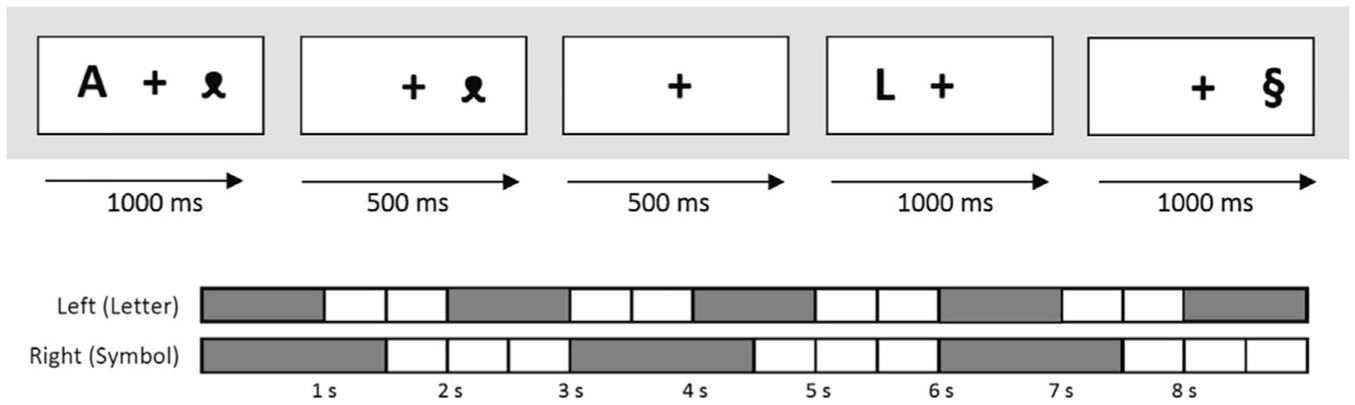 A + ᴥ + ᴥ + L + + §
1000 ms 500 ms 500 ms 1000 ms 1000 ms
Left (Letter)
Right (Symbol)
1 s 2 s 3 s 4 s 5 s 6 s 7 s 8 s